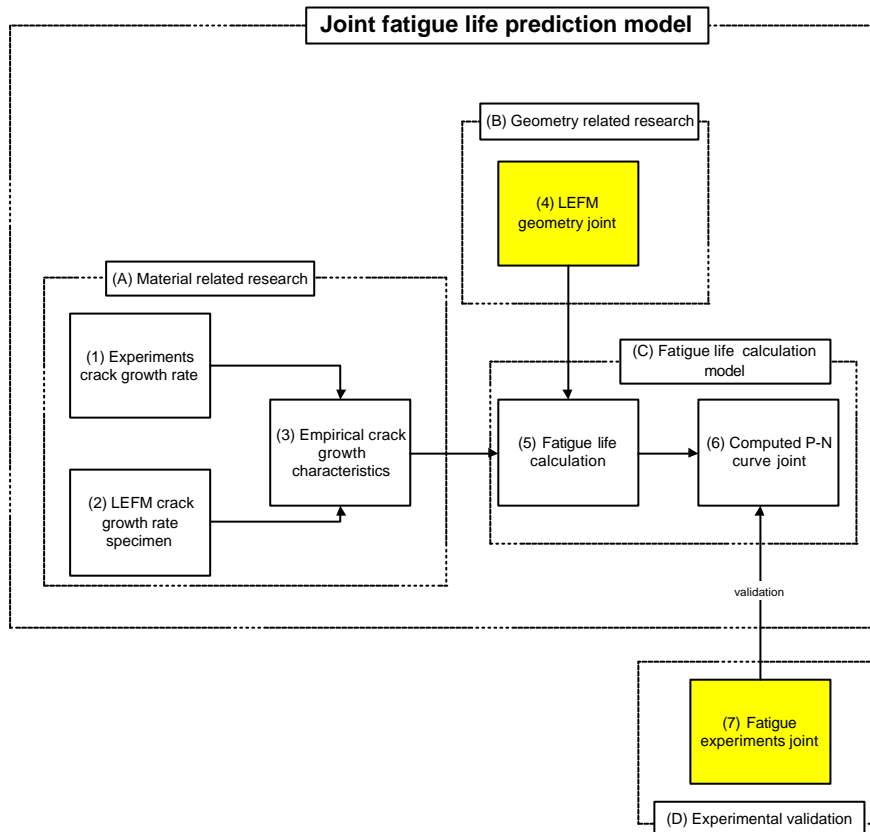 Joint fatigue life prediction model
(B) Geometry related research
(4) LEFM
geometry joint
(A) Material related research
(1) Experiments
crack growth rate
(2) LEFM crack
growth rate
specimen
(3) Empirical crack
growth
characteristics
(C) Fatigue life calculation
model
(5) Fatigue life
calculation
(6) Computed P-N
curve joint
validation
(7) Fatigue
experiments joint
(D) Experimental validation